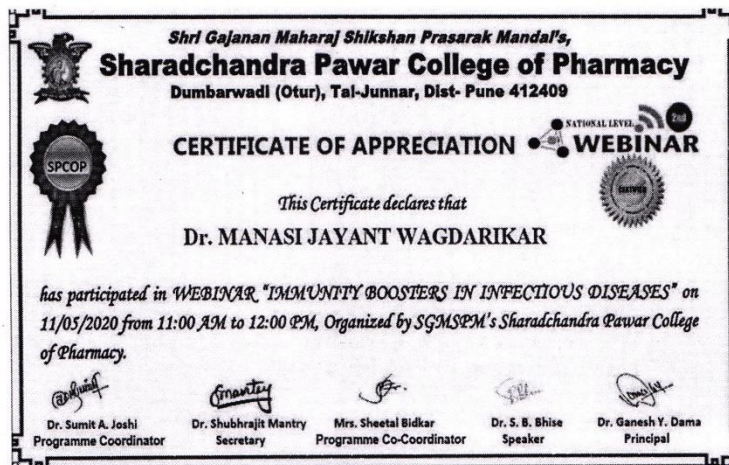 Shri Gajanan Maharaj Shikshan Prasarak Mandal's,
Sharadchandra Pawar College of Pharmacy
Dumbarwadi (Otur), Tal-Junnar, Dist- Pune 412409
SPCOP
CERTIFICATE OF APPRECIATION
NATIONAL LEVEL
2nd
WEBINAR
CERTIFIED
This Certificate declares that
Dr. MANASI JAYANT WAGDARIKAR
has participated in WEBINAR "IMMUNITY BOOSTERS IN INFECTIOUS DISEASES" on
11/05/2020 from 11:00 AM to 12:00 PM, Organized by SGMSPM's Sharadchandra Pawar College
of Pharmacy.
Dr. Sumit A. Joshi
Programme Coordinator
Dr. Shubhrajit Mantry
Secretary
Mrs. Sheetal Bidkar
Programme Co-Coordinator
Dr. S. B. Bhise
Speaker
Dr. Ganesh Y. Dama
Principal